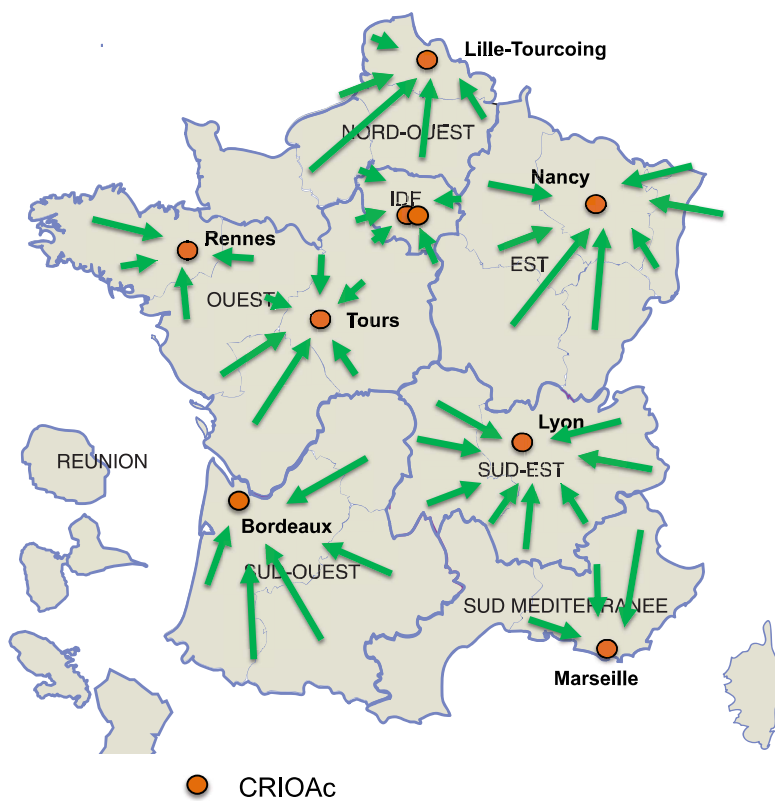 Lille-Tourcoing
NORD-OUEST
Nancy
IDF
Rennes
EST
OUEST
Tours
Lyon
REUNION
SUD-EST
Bordeaux
SUD-OUEST
SUD MEDITERRANEE
Marseille
CRIOAc